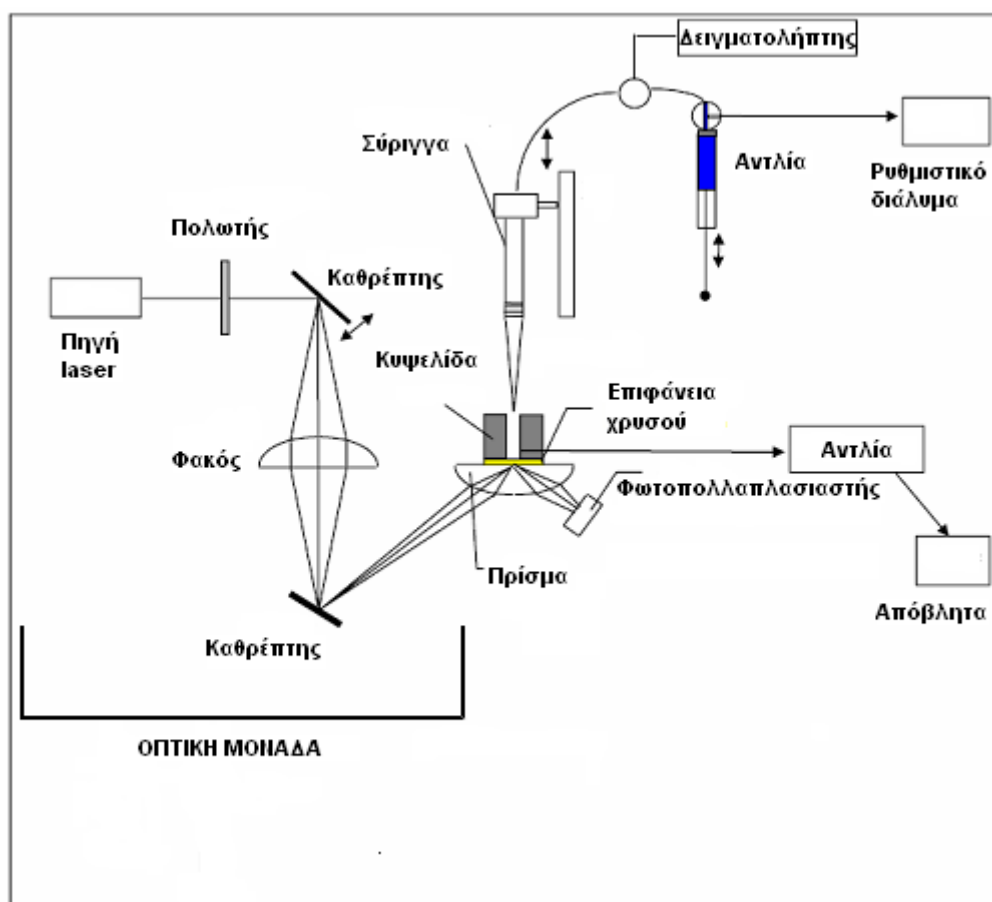 Δειγματολήπτης
Σύριγγα
Αντλία
Ρυθμιστικό
διάλυμα
Πολωτής
Καθρέπτης
Πηγή
laser
Κυψελίδα
Επιφάνεια
χρυσού
Φακός
Αντλία
Φωτοπολλαπλασιαστής
Πρίσμα
Απόβλητα
Καθρέπτης
ΟΠΤΙΚΗ ΜΟΝΑΔΑ